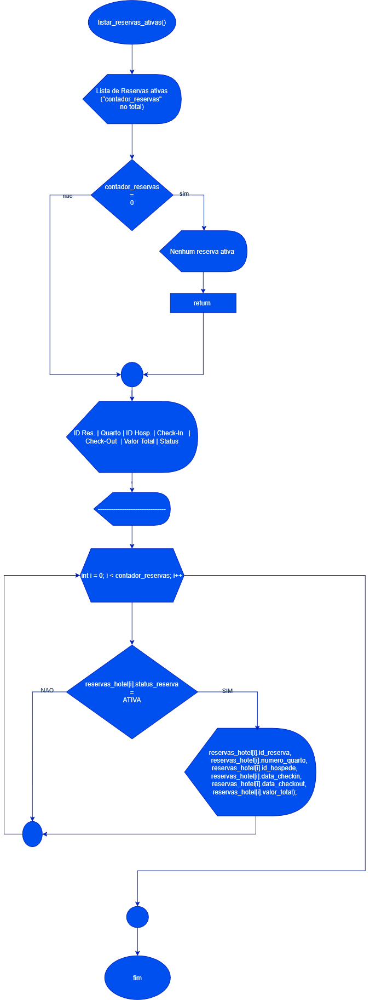 listar_reservas_ativas()
Lista de Reservas ativas
("contador_reservas"
no total)
contador_reservas
=
0
não
sim
Nenhum reserva ativa
return
ID Res. | Quarto | ID Hosp. | Check-In |
Check-Out | Valor Total | Status
--------------------------------
int i = 0; i < contador_reservas; i++
reservas_hotel[i].status_reserva
=
ATIVA
NAO
SIM
reservas_hotel[i].id_reserva,
reservas_hotel[i].numero_quarto,
reservas_hotel[i].id_hospede,
reservas_hotel[i].data_checkin,
reservas_hotel[i].data_checkout,
reservas_hotel[i].valor_total);
fim